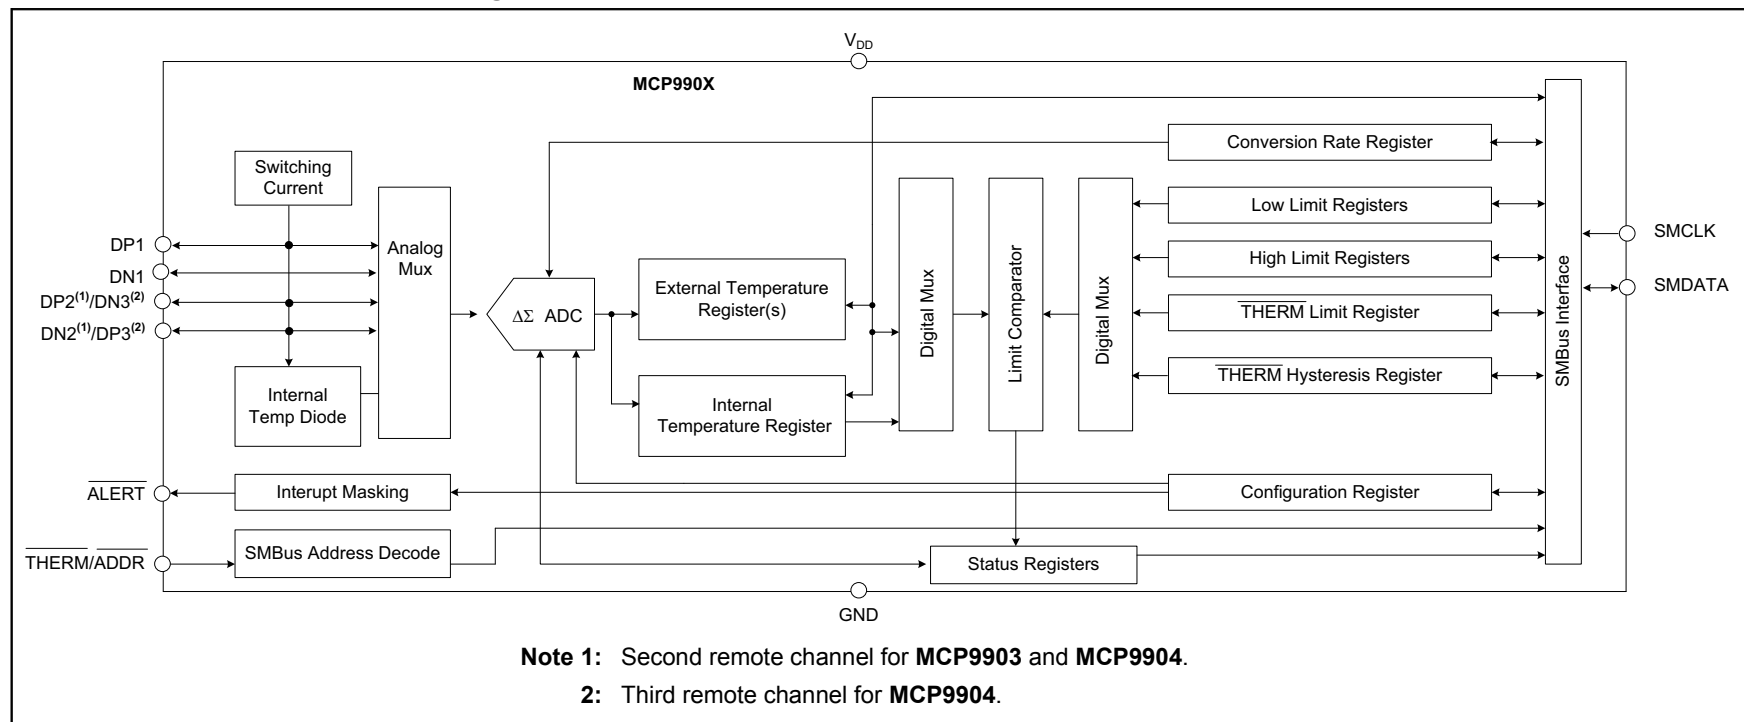 V_DD
MCP990X
Switching
Current
Conversion Rate Register
Analog
Mux
Low Limit Registers
DP1
DN1
DP2(1)/DN3(2)
DN2(1)/DP3(2)
ΔΣ ADC
External Temperature
Register(s)
Digital Mux
Limit Comparator
Digital Mux
High Limit Registers
THERM Limit Register
THERM Hysteresis Register
SMBus Interface
SMCLK
SMDATA
Internal
Temp Diode
Internal
Temperature Register
ALERT
Interupt Masking
Configuration Register
THERM/ADDR
SMBus Address Decode
Status Registers
GND
Note 1: Second remote channel for MCP9903 and MCP9904.
2: Third remote channel for MCP9904.